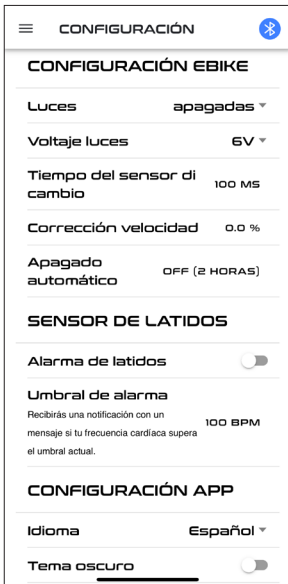 CONFIGURACIÓN
CONFIGURACIÓN EBIKE
Luces apagadas
Voltaje luces 6V
Tiempo del sensor di
cambio 100 MS
Corrección velocidad 0.0 %
Apagado
automático OFF (2 HORAS)
SENSOR DE LATIDOS
Alarma de latidos
Umbral de alarma
Recibirás una notificación con un
mensaje si tu frecuencia cardíaca supera
el umbral actual.
100 BPM
CONFIGURACIÓN APP
Idioma Español
Tema oscuro